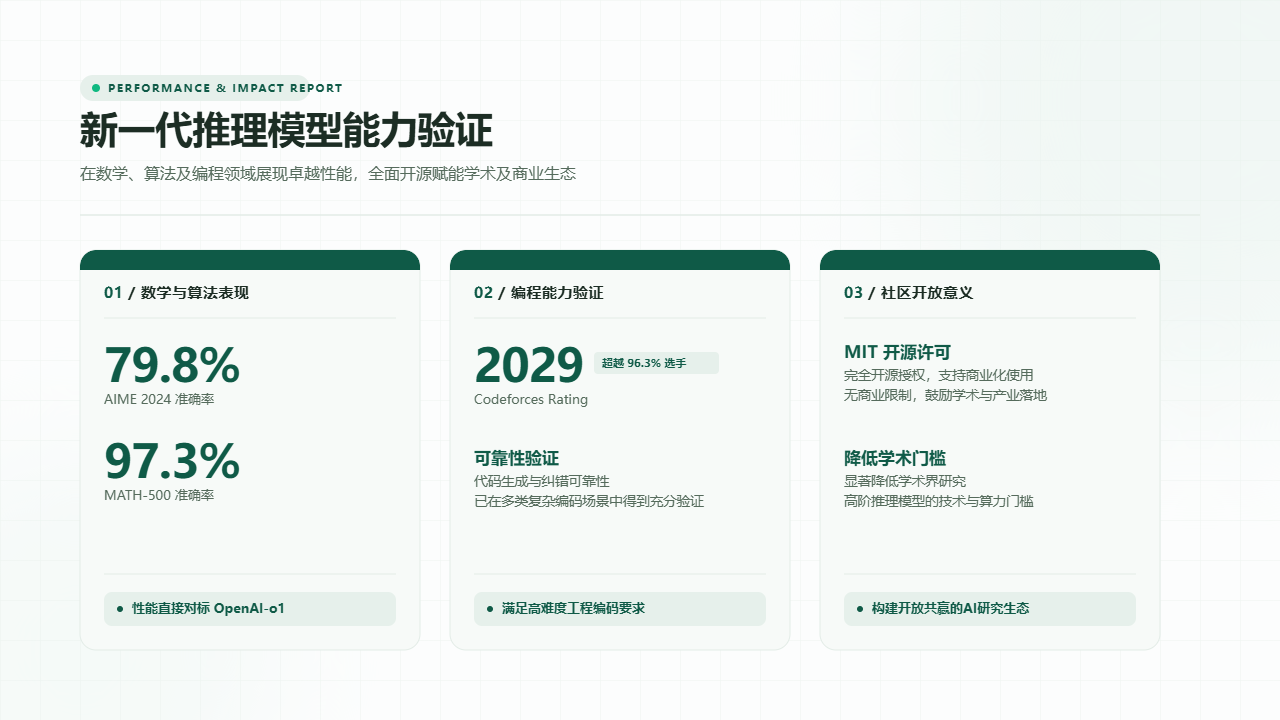 PERFORMANCE & IMPACT REPORT
新一代推理模型能力验证
在数学、算法及编程领域展现卓越性能，全面开源赋能学术及商业生态
01 / 数学与算法表现
79.8%
AIME 2024 准确率
97.3%
MATH-500 准确率
性能直接对标 OpenAI-o1
02 / 编程能力验证
2029 超越 96.3% 选手
Codeforces Rating
可靠性验证
代码生成与纠错可靠性
已在多类复杂编码场景中得到充分验证
满足高难度工程编码要求
03 / 社区开放意义
MIT 开源许可
完全开源授权，支持商业化使用
无商业限制，鼓励学术与产业落地
降低学术门槛
显著降低学术界研究
高阶推理模型的技术与算力门槛
构建开放共赢的AI研究生态